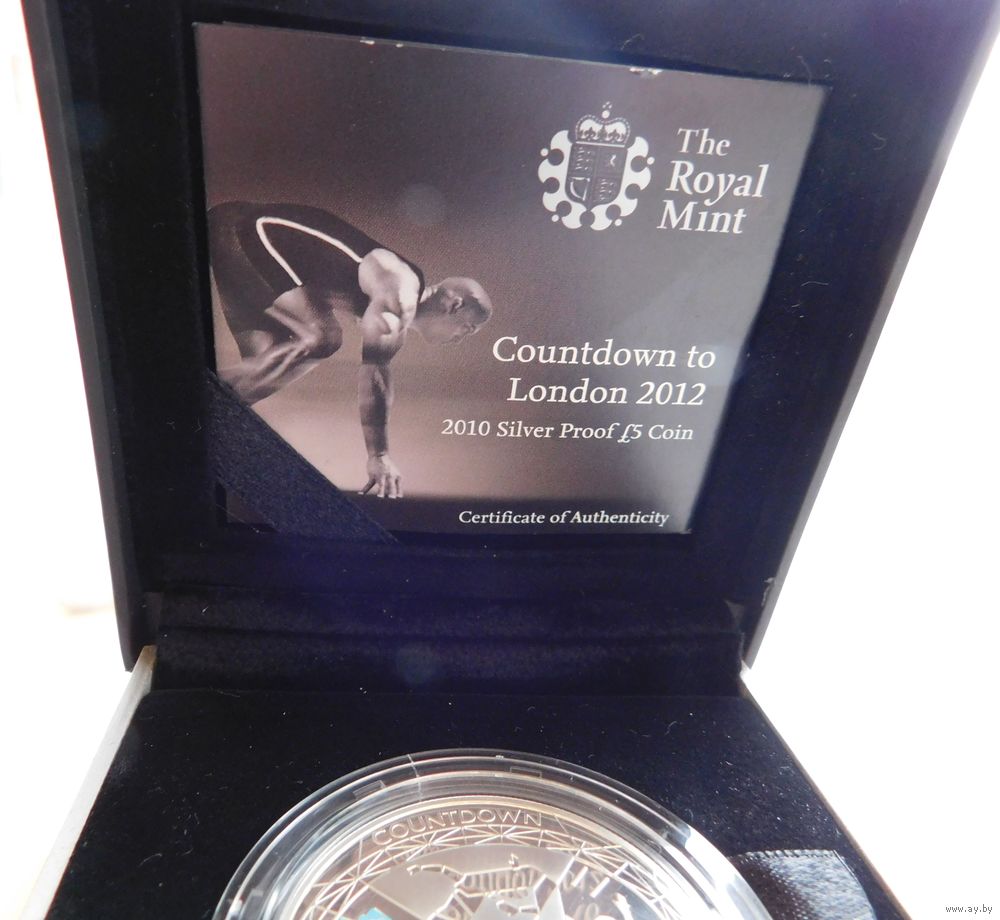 The
Royal
Mint
Countdown to
London 2012
2010 Silver Proof £5 Coin
Certificate of Authenticity
COUNTDOWN
www.ay.by